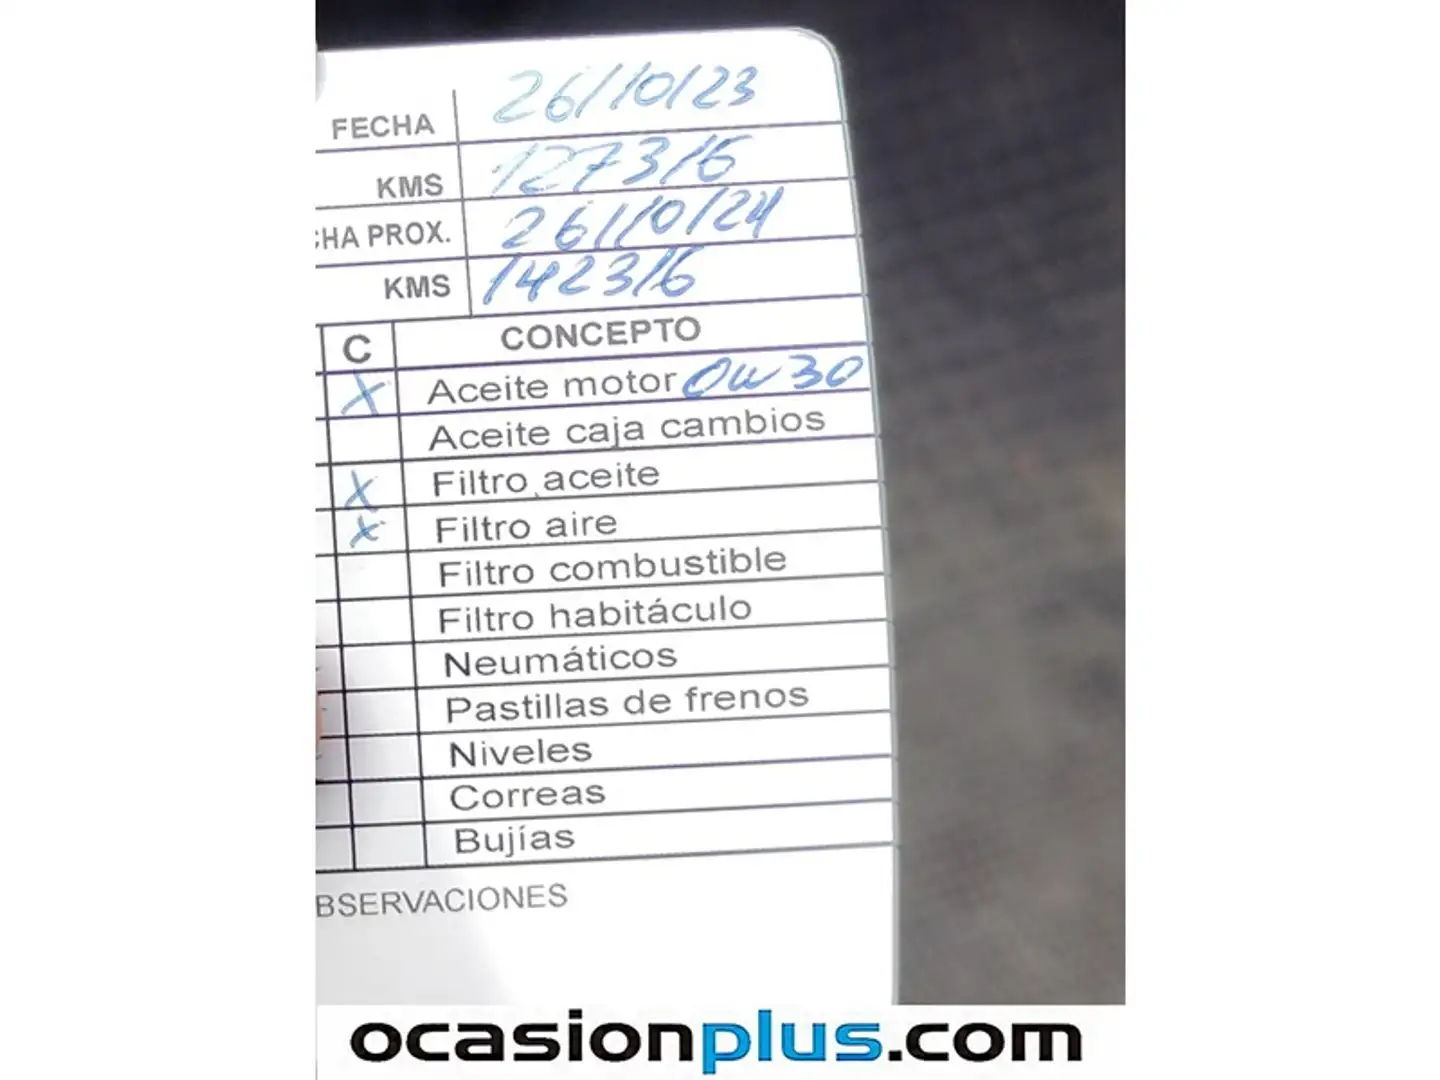 FECHA 26/10/23
KMS 127316
CHA PROX. 26/10/24
KMS 142316
C CONCEPTO
X Aceite motor 0W30
Aceite caja cambios
X Filtro aceite
X Filtro aire
Filtro combustible
Filtro habitáculo
Neumáticos
Pastillas de frenos
Niveles
Correas
Bujías
BSERVACIONES
ocasionplus.com